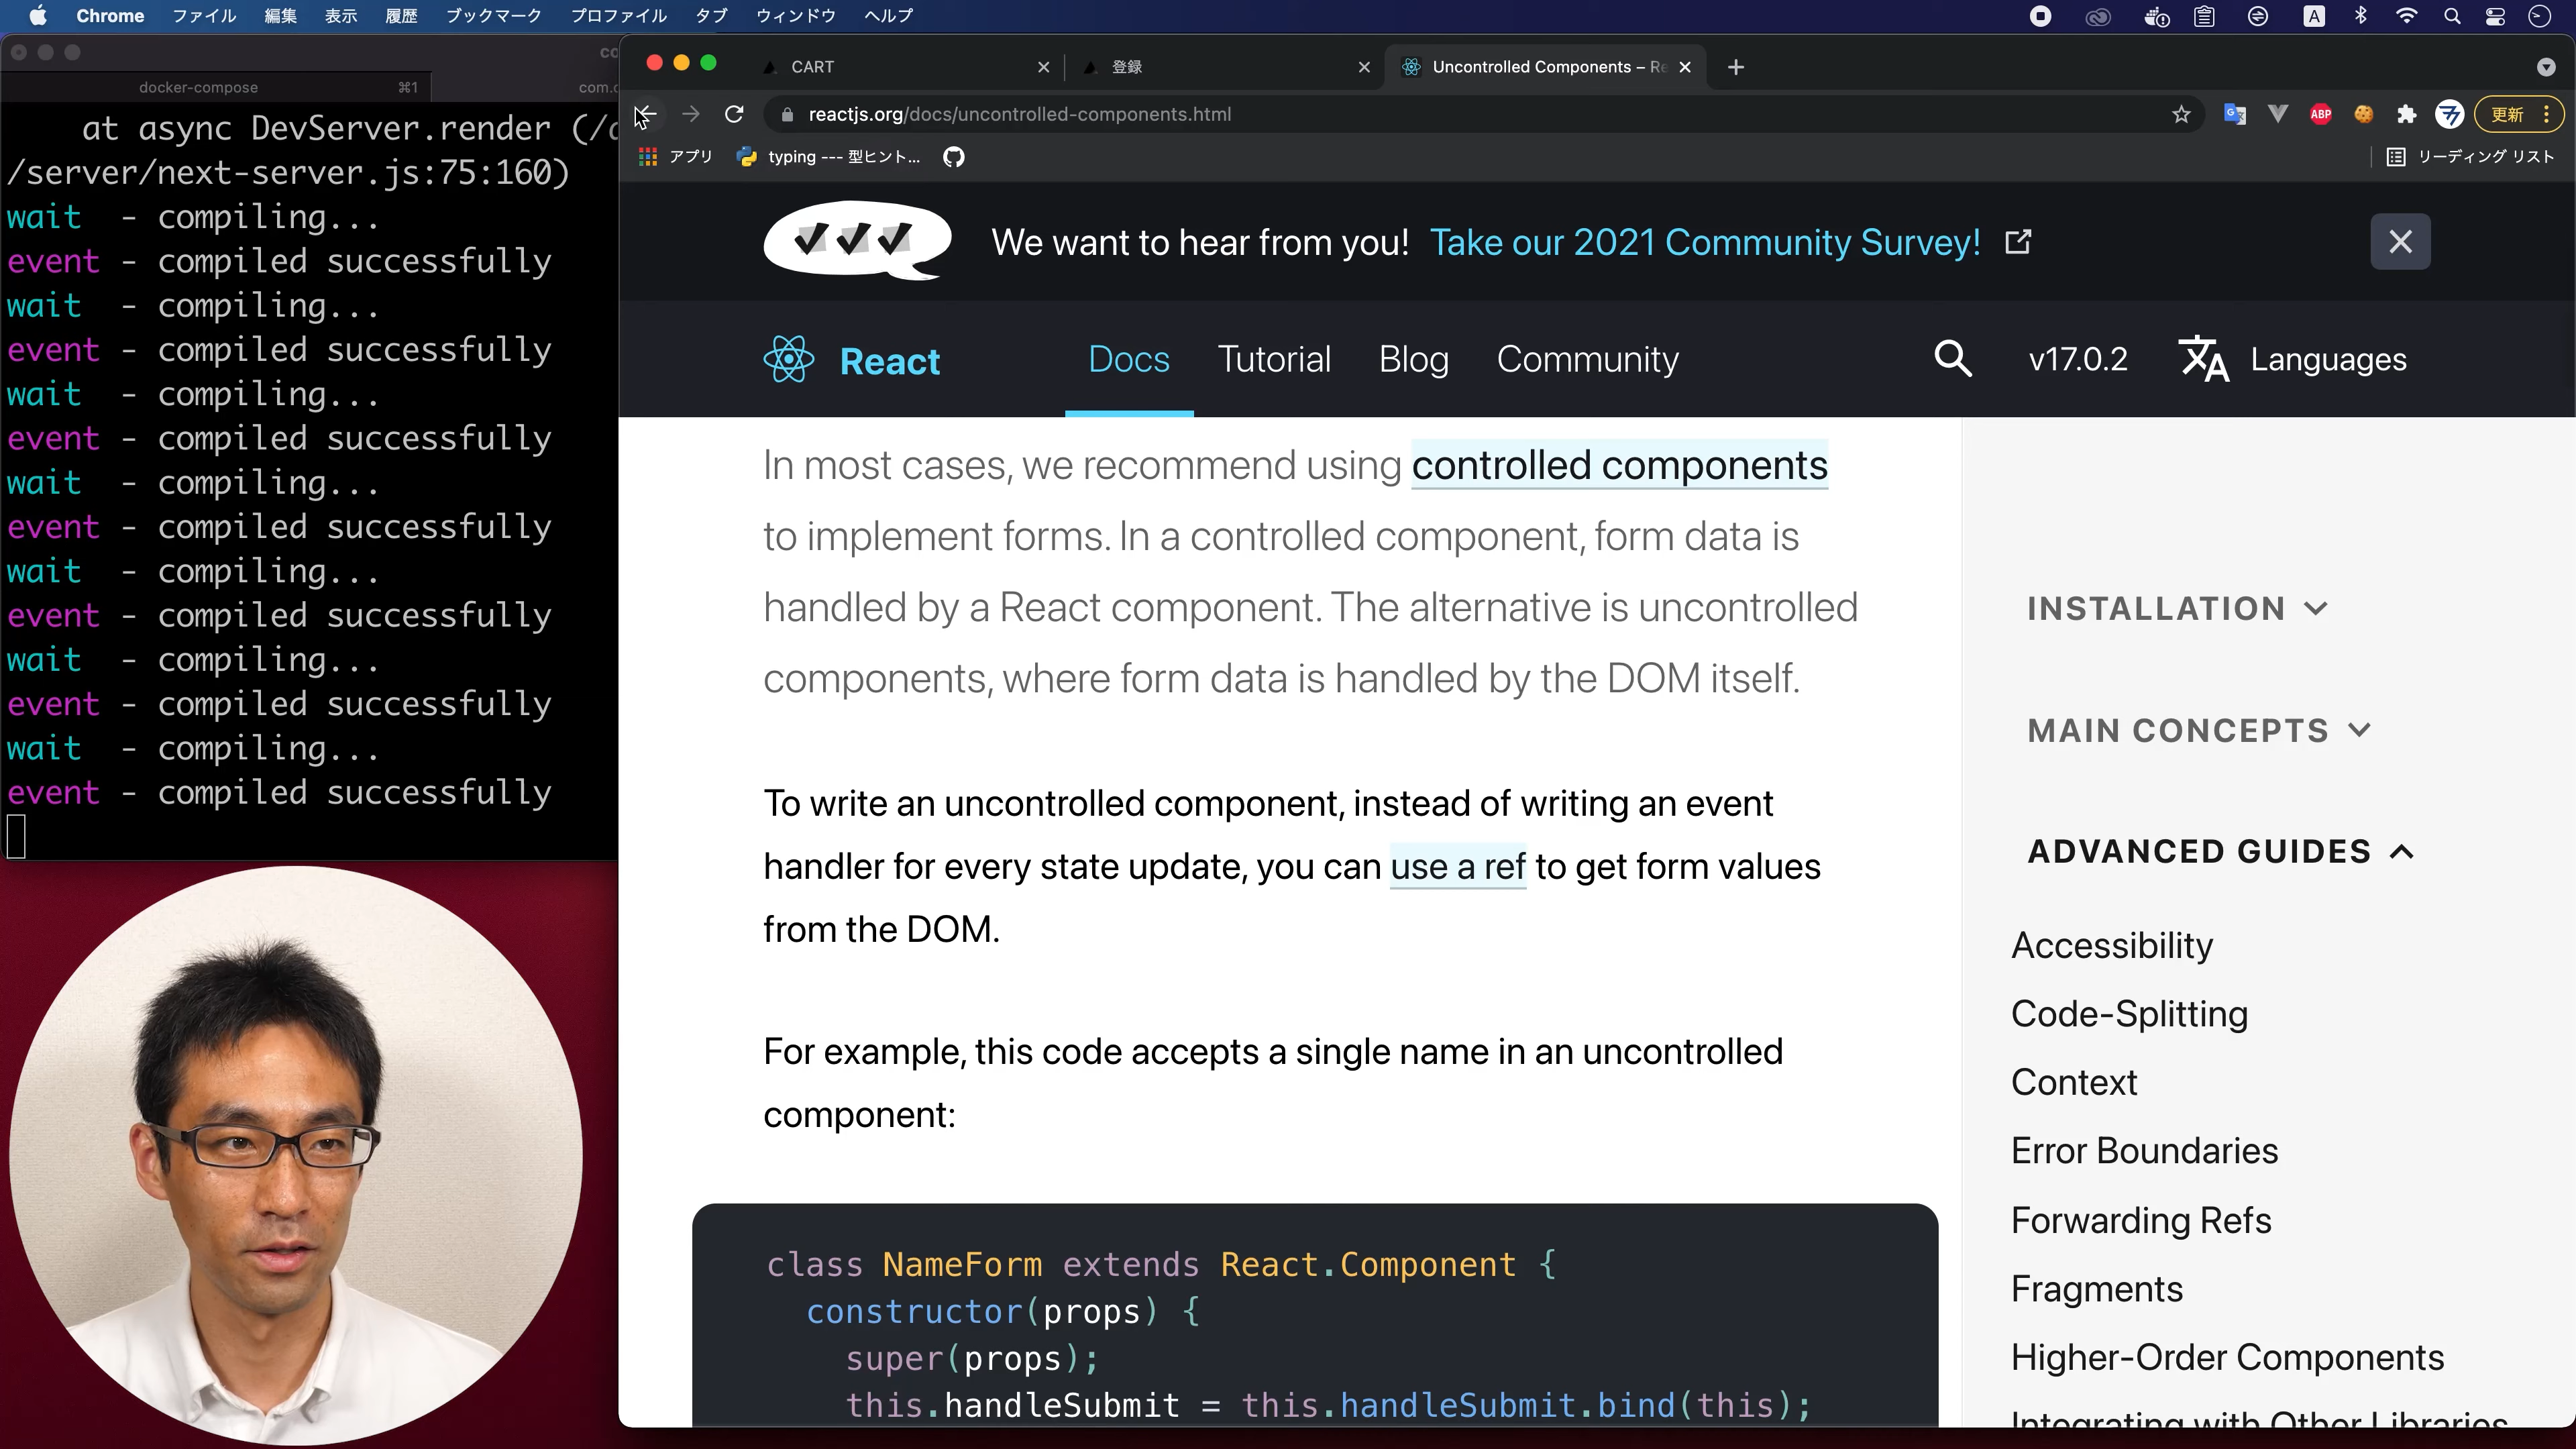 Chrome ファイル 編集 表示 履歴 ブックマーク プロファイル タブ ウィンドウ ヘルプ
A
docker-compose ⌘1
at async DevServer.render (/
/server/next-server.js:75:160)
wait - compiling...
event - compiled successfully
wait - compiling...
event - compiled successfully
wait - compiling...
event - compiled successfully
wait - compiling...
event - compiled successfully
wait - compiling...
event - compiled successfully
wait - compiling...
event - compiled successfully
wait - compiling...
event - compiled successfully
CART
登録
Uncontrolled Components – Re
reactjs.org/docs/uncontrolled-components.html
ABP
更新
アプリ
typing --- 型ヒント...
リーディング リスト
We want to hear from you! Take our 2021 Community Survey!
React
Docs Tutorial Blog Community
v17.0.2
Languages
In most cases, we recommend using controlled components
to implement forms. In a controlled component, form data is
handled by a React component. The alternative is uncontrolled
components, where form data is handled by the DOM itself.
To write an uncontrolled component, instead of writing an event
handler for every state update, you can use a ref to get form values
from the DOM.
For example, this code accepts a single name in an uncontrolled
component:
class NameForm extends React.Component {
constructor(props) {
super(props);
this.handleSubmit = this.handleSubmit.bind(this);
INSTALLATION
MAIN CONCEPTS
ADVANCED GUIDES
Accessibility
Code-Splitting
Context
Error Boundaries
Forwarding Refs
Fragments
Higher-Order Components
Integrating with Other Libraries